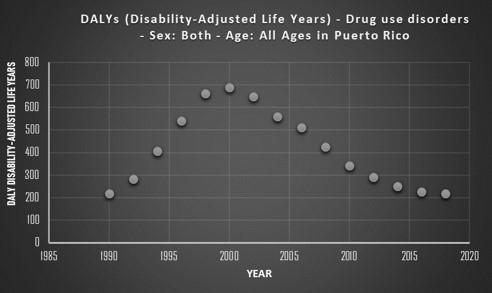 DALYs (Disability-Adjusted Life Years) - Drug use disorders
- Sex: Both - Age: All Ages in Puerto Rico
DALY DISABILITY-ADJUSTED LIFE YEARS
800
700
600
500
400
300
200
100
0
1985 1990 1995 2000 2005 2010 2015 2020
YEAR